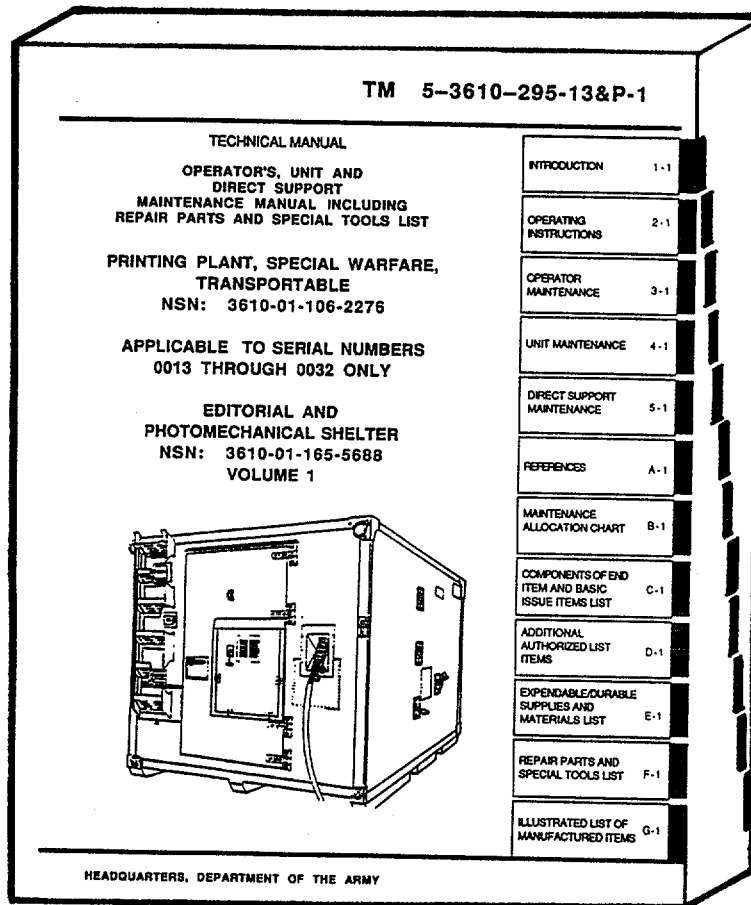 TM 5–3610–295-13&P-1
TECHNICAL MANUAL
OPERATOR'S, UNIT AND
DIRECT SUPPORT
MAINTENANCE MANUAL INCLUDING
REPAIR PARTS AND SPECIAL TOOLS LIST
PRINTING PLANT, SPECIAL WARFARE,
TRANSPORTABLE
NSN: 3610-01-106-2276
APPLICABLE TO SERIAL NUMBERS
0013 THROUGH 0032 ONLY
EDITORIAL AND
PHOTOMECHANICAL SHELTER
NSN: 3610-01-165-5688
VOLUME 1
INTRODUCTION 1-1
OPERATING
INSTRUCTIONS 2-1
OPERATOR
MAINTENANCE 3-1
UNIT MAINTENANCE 4-1
DIRECT SUPPORT
MAINTENANCE 5-1
REFERENCES A-1
MAINTENANCE
ALLOCATION CHART B-1
COMPONENTS OF END
ITEM AND BASIC
ISSUE ITEMS LIST C-1
ADDITIONAL
AUTHORIZED LIST
ITEMS D-1
EXPENDABLE/DURABLE
SUPPLIES AND
MATERIALS LIST E-1
REPAIR PARTS AND
SPECIAL TOOLS LIST F-1
ILLUSTRATED LIST OF
MANUFACTURED ITEMS G-1
HEADQUARTERS, DEPARTMENT OF THE ARMY